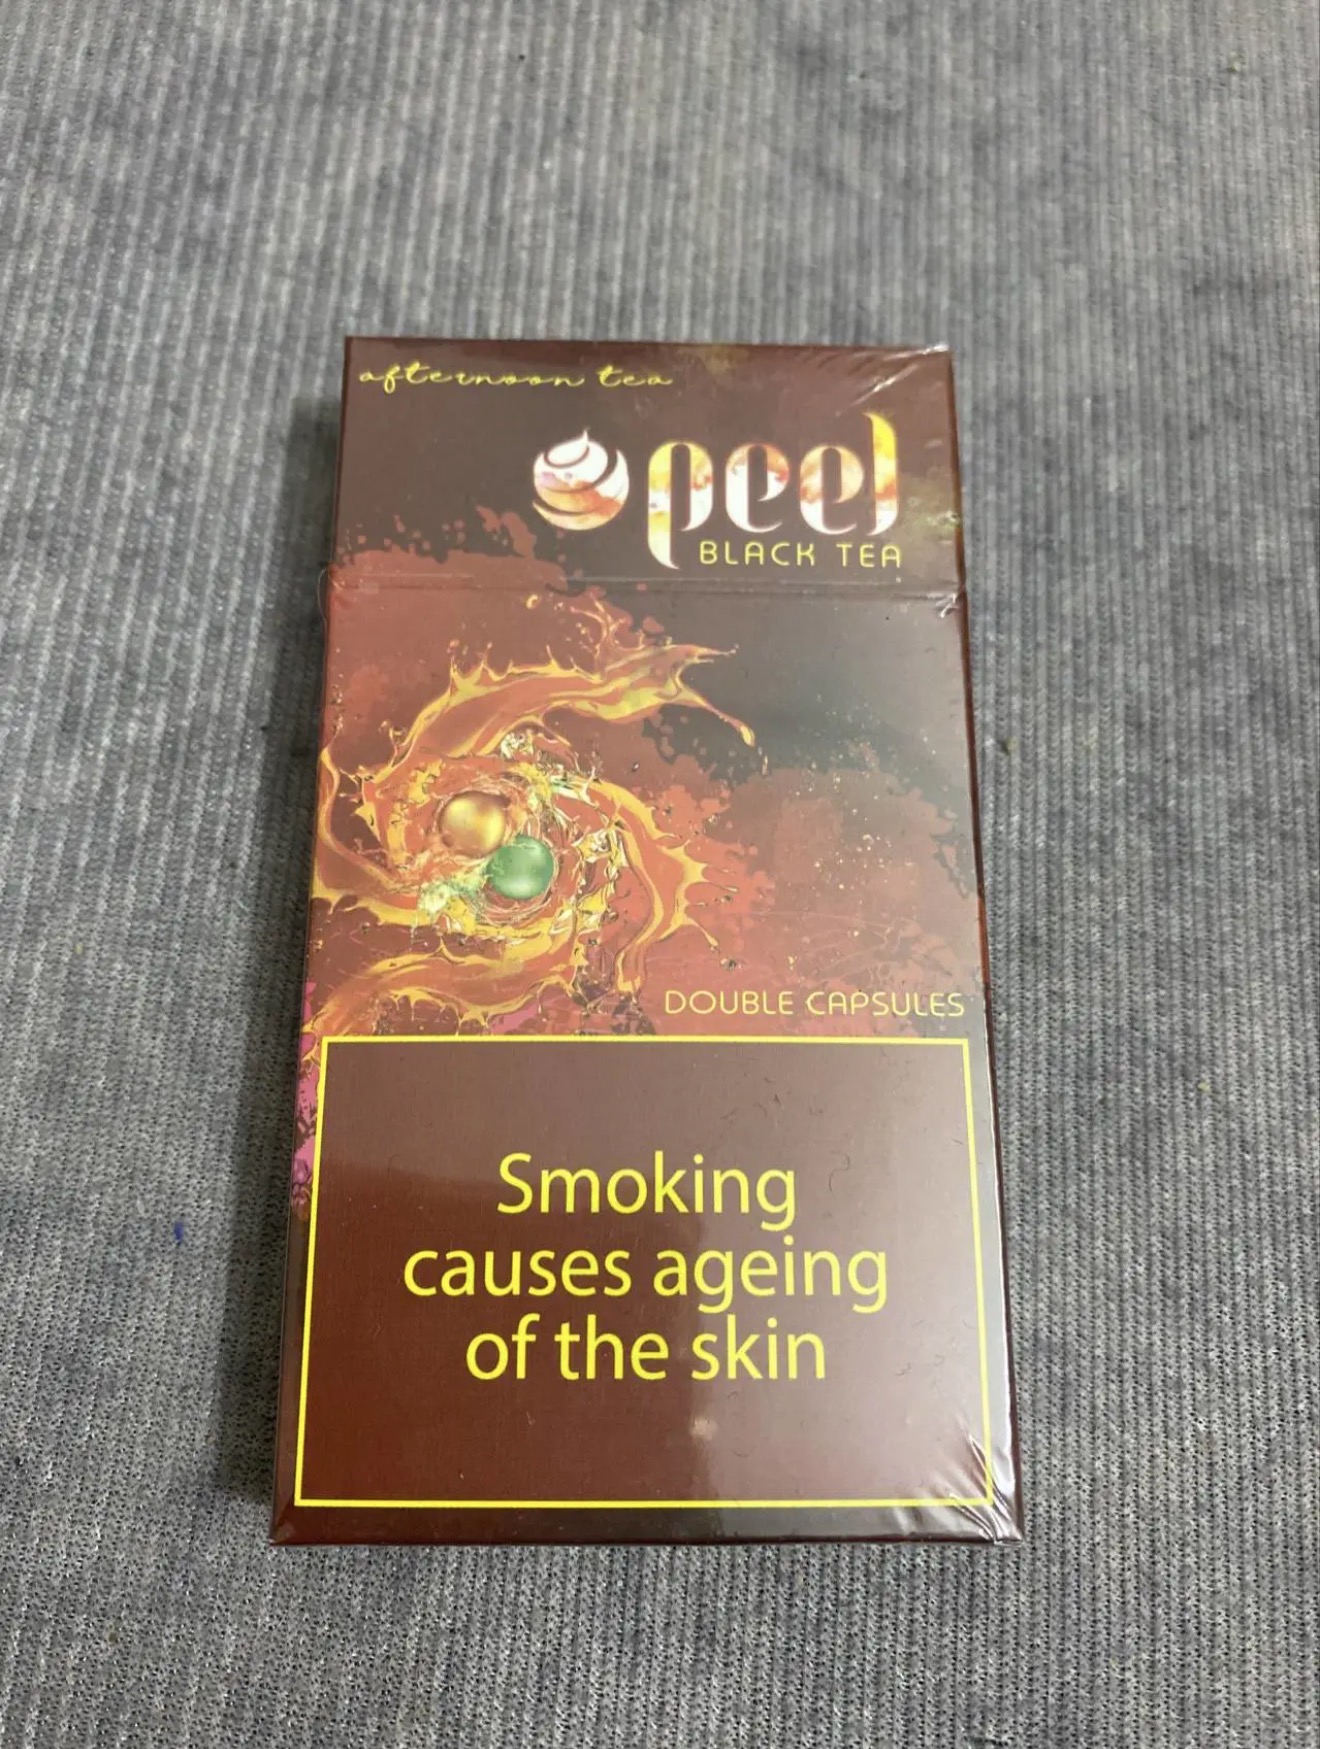 afternoon tea
peel
BLACK TEA
DOUBLE CAPSULES
Smoking
causes ageing
of the skin